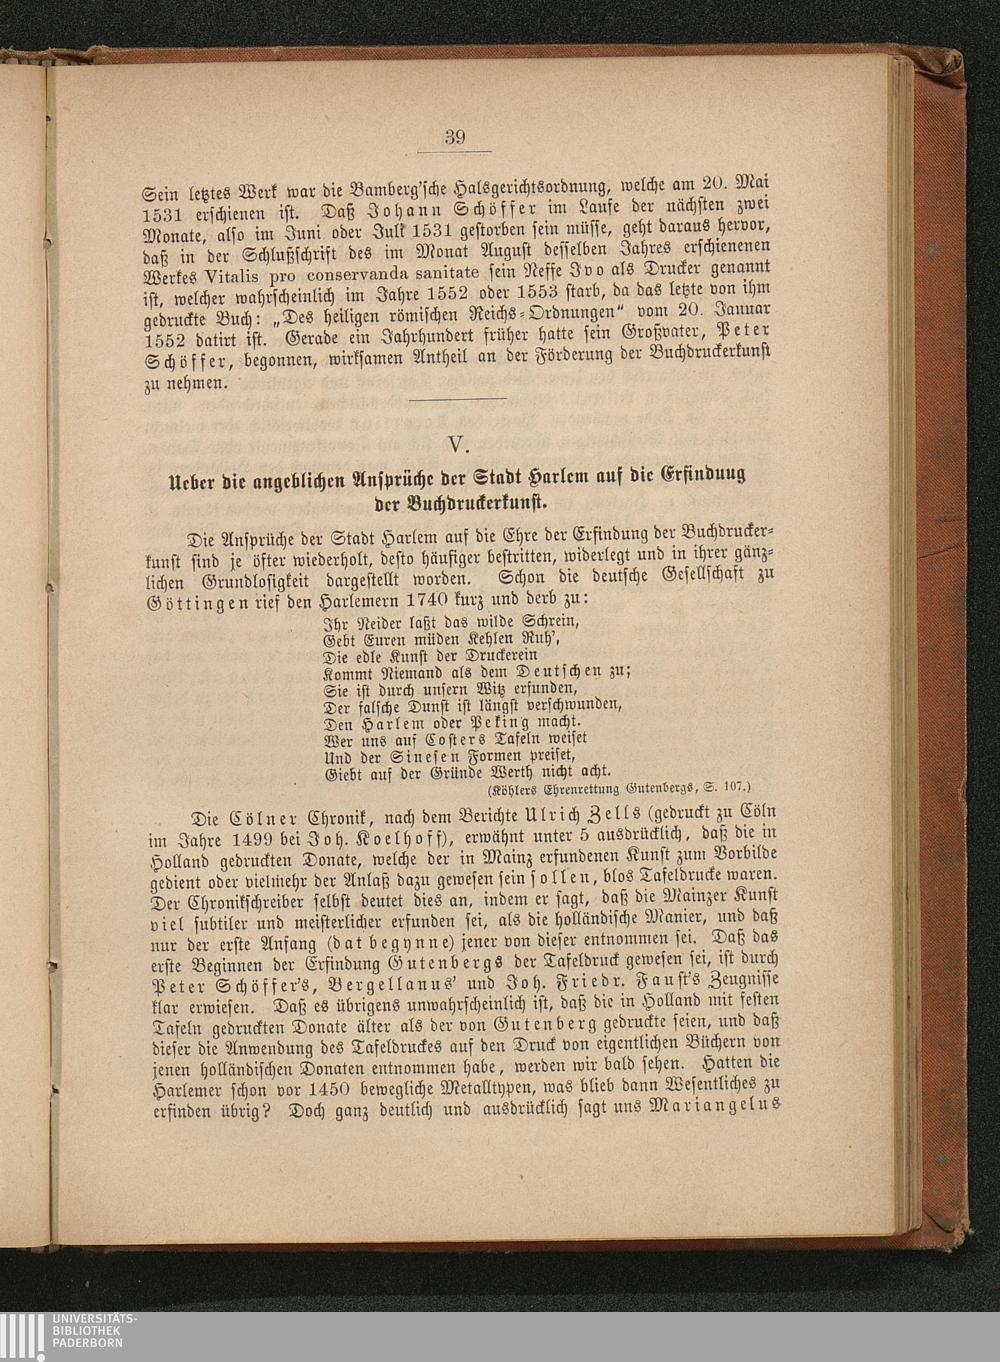 39
Sein letztes Werk war die Bamberg'sche Halsgerichtsordnung, welche am 20. Mai
1531 erschienen ist. Daß Johann Schöffer im Laufe der nächsten zwei
Monate, also im Juni oder Juli 1531 gestorben sein müsse, geht daraus hervor,
daß in der Schlußschrift des im Monat August desselben Jahres erschienenen
Werkes Vitalis pro conservanda sanitate sein Neffe Ivo als Drucker genannt
ist, welcher wahrscheinlich im Jahre 1552 oder 1553 starb, da das letzte von ihm
gedruckte Buch: „Des heiligen römischen Reichs-Ordnungen“ vom 20. Januar
1552 datirt ist. Gerade ein Jahrhundert früher hatte sein Großvater, Peter
Schöffer, begonnen, wirksamen Antheil an der Förderung der Buchdruckerkunst
zu nehmen.
V.
Ueber die angeblichen Ansprüche der Stadt Harlem auf die Erfindung
der Buchdruckerkunst.
Die Ansprüche der Stadt Harlem auf die Ehre der Erfindung der Buchdrucker-
kunst sind je öfter wiederholt, desto häufiger bestritten, widerlegt und in ihrer gänz-
lichen Grundlosigkeit dargestellt worden. Schon die deutsche Gesellschaft zu
Göttingen rief den Harlemern 1740 kurz und derb zu:
Ihr Neider laßt das wilde Schrein,
Gebt Euren müden Kehlen Ruh',
Die edle Kunst der Druckerein
Kommt Niemand als dem Deutschen zu;
Sie ist durch unsern Witz erfunden,
Der falsche Dunst ist längst verschwunden,
Den Harlem oder Peking macht.
Wer uns auf Costers Tafeln weiset
Und der Sinesen Formen preiset,
Giebt auf der Gründe Werth nicht acht.
(Köhlers Ehrenrettung Gutenbergs, S. 107.)
Die Cölner Chronik, nach dem Berichte Ulrich Zells (gedruckt zu Cöln
im Jahre 1499 bei Joh. Koelhoff), erwähnt unter 5 ausdrücklich, daß die in
Holland gedruckten Donate, welche der in Mainz erfundenen Kunst zum Vorbilde
gedient oder vielmehr der Anlaß dazu gewesen sein sollen, blos Tafeldrucke waren.
Der Chronikschreiber selbst deutet dies an, indem er sagt, daß die Mainzer Kunst
viel subtiler und meisterlicher erfunden sei, als die holländische Manier, und daß
nur der erste Anfang (dat begynne) jener von dieser entnommen sei. Daß das
erste Beginnen der Erfindung Gutenbergs der Tafeldruck gewesen sei, ist durch
Peter Schöffer's, Bergellanus' und Joh. Friedr. Faust's Zeugnisse
klar erwiesen. Daß es übrigens unwahrscheinlich ist, daß die in Holland mit festen
Tafeln gedruckten Donate älter als der von Gutenberg gedruckte seien, und daß
dieser die Anwendung des Tafeldruckes auf den Druck von eigentlichen Büchern von
jenen holländischen Donaten entnommen habe, werden wir bald sehen. Hatten die
Harlemer schon vor 1450 bewegliche Metalltypen, was blieb dann Wesentliches zu
erfinden übrig? Doch ganz deutlich und ausdrücklich sagt uns Mariangelus
UNIVERSITÄTS-
BIBLIOTHEK
PADERBORN